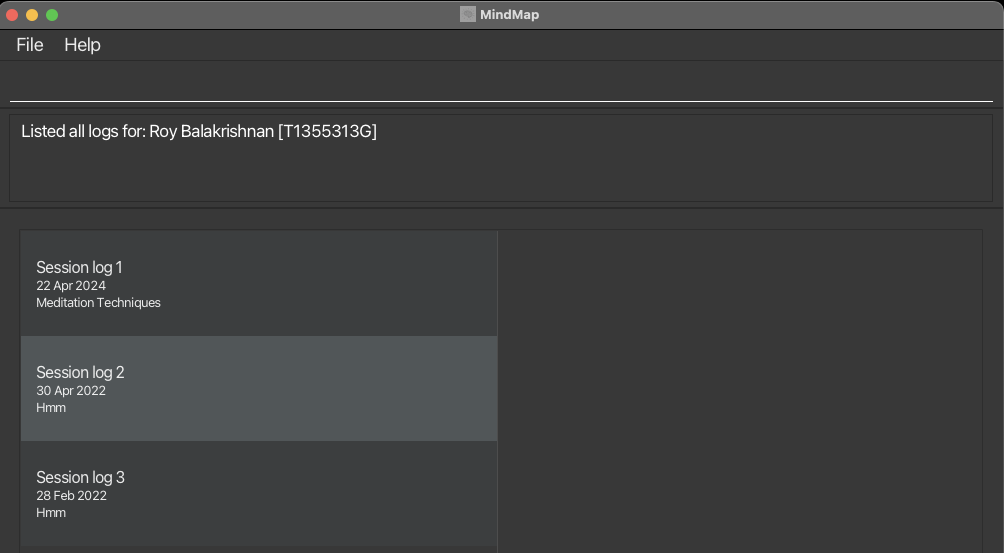 MindMap
File Help
Listed all logs for: Roy Balakrishnan [T1355313G]
Session log 1
22 Apr 2024
Meditation Techniques
Session log 2
30 Apr 2022
Hmm
Session log 3
28 Feb 2022
Hmm